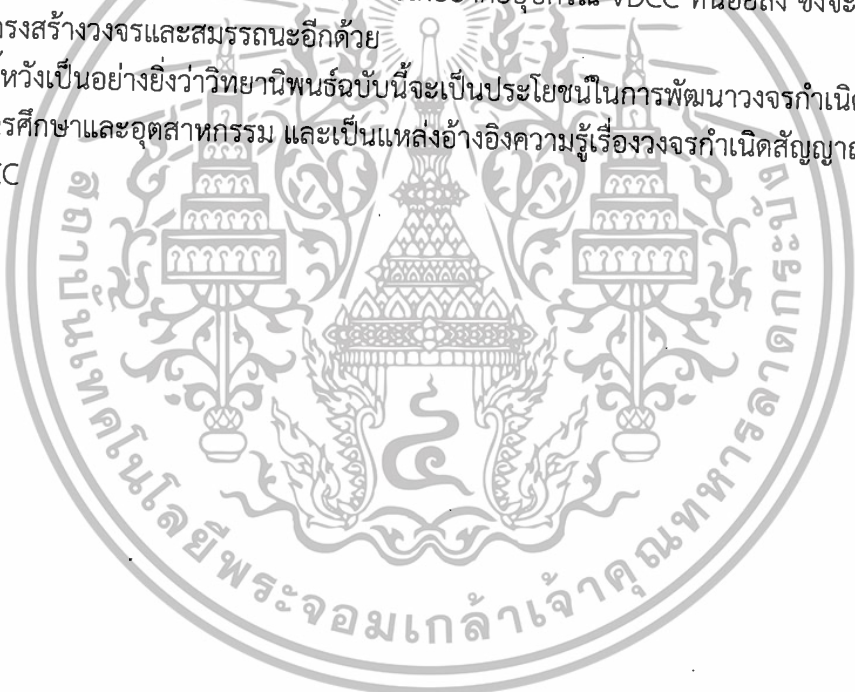 VDCC ที่น้อยลง ซึ่งจะ
รงสร้างวงจรและสมรรถนะอีกด้วย
หวังเป็นอย่างยิ่งว่าวิทยานิพนธ์ฉบับนี้จะเป็นประโยชน์ในการพัฒนาวงจรกำเนิด
รศึกษาและอุตสาหกรรม และเป็นแหล่งอ้างอิงความรู้เรื่องวงจรกำเนิดสัญญาณ
สถาบันเทคโนโลยีพระจอมเกล้าเจ้าคุณทหารลาดกระบัง
๔